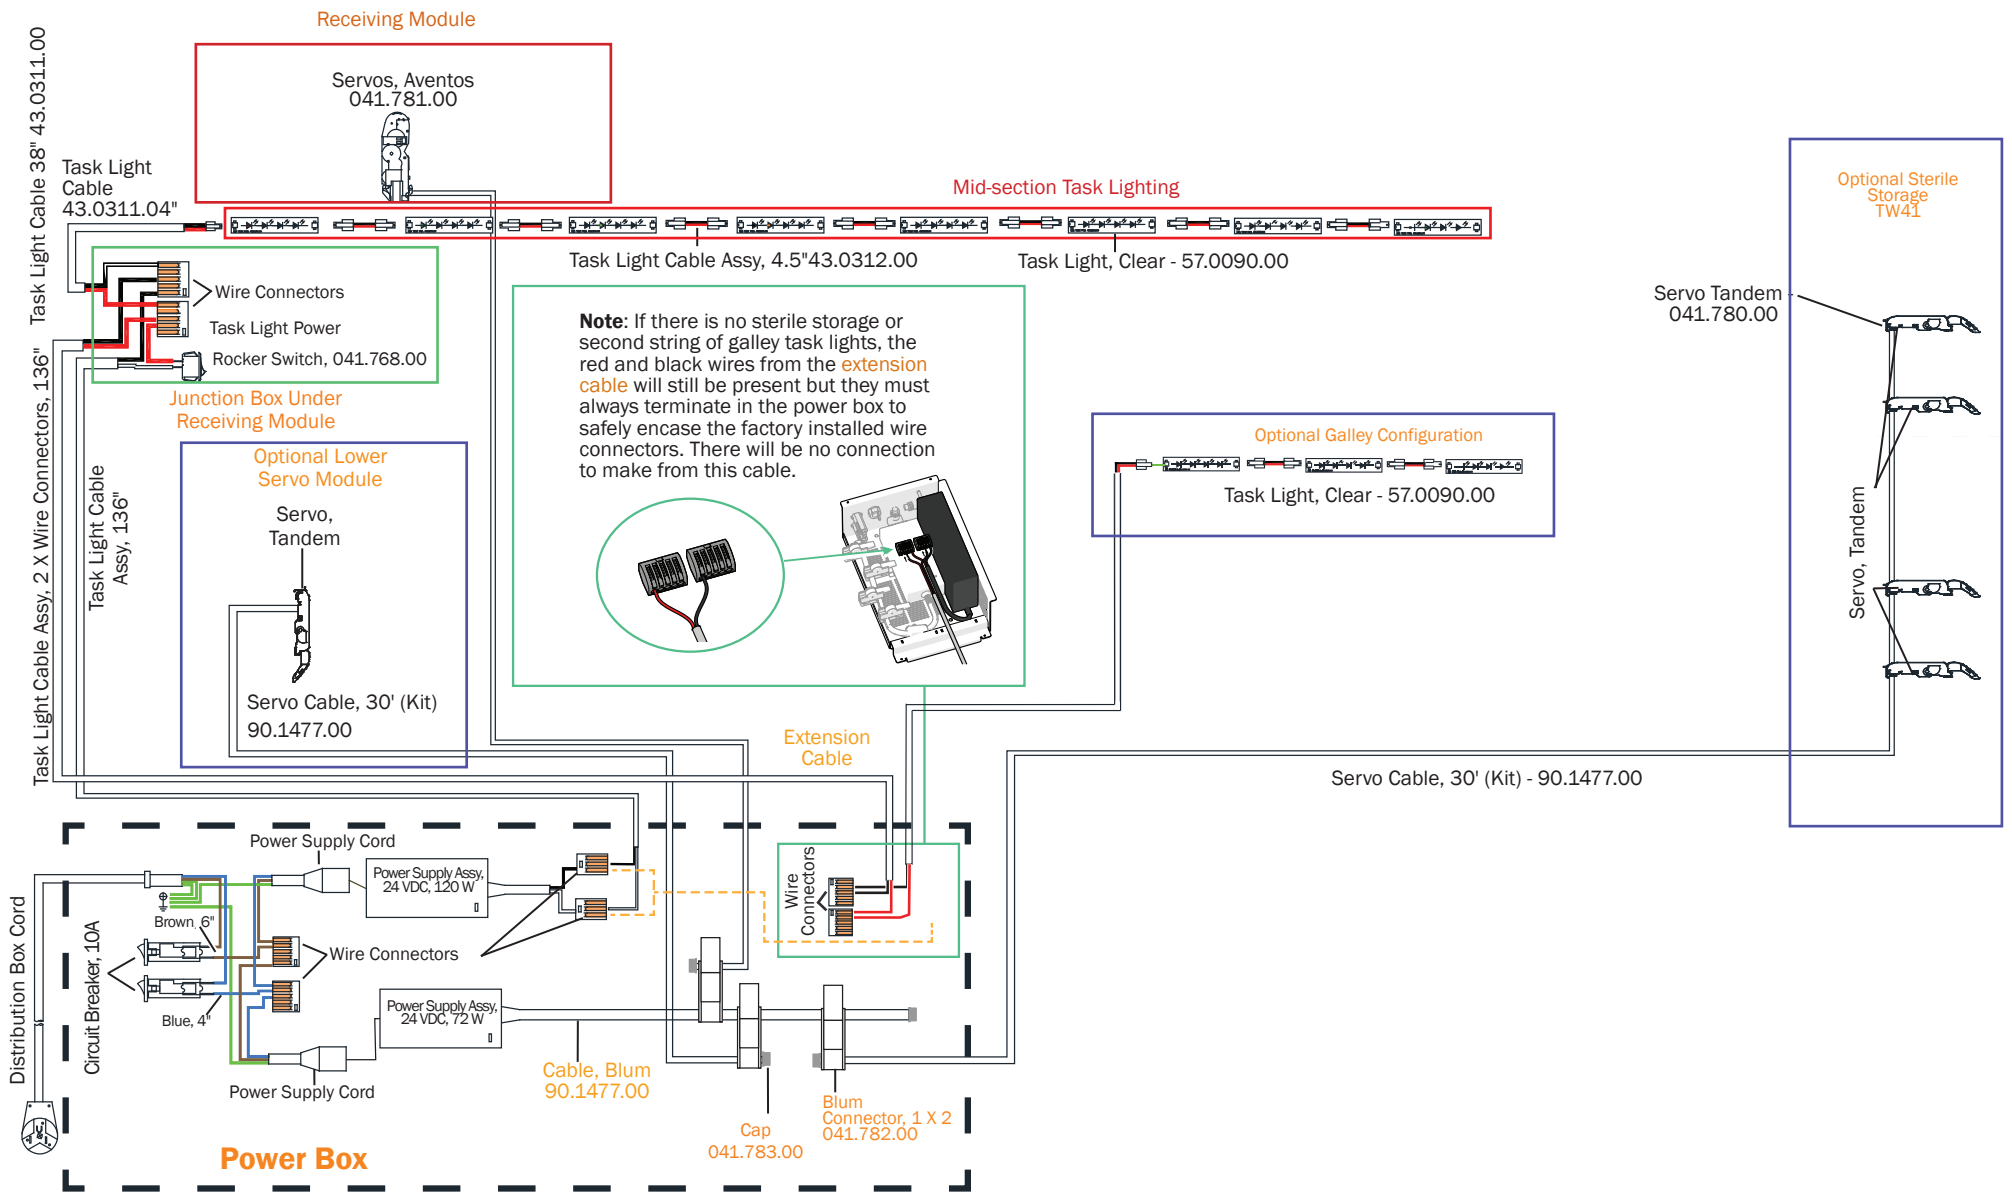 Receiving Module
Servos, Aventos
041.781.00
Task Light Cable 38" 43.0311.00
Task Light
Cable
43.0311.04"
Mid-section Task Lighting
Optional Sterile
Storage
TW41
Task Light Cable Assy, 4.5"43.0312.00
Task Light, Clear - 57.0090.00
Wire Connectors
Task Light Power
Rocker Switch, 041.768.00
Junction Box Under
Receiving Module
Servo Tandem
041.780.00
Note: If there is no sterile storage or
second string of galley task lights, the
red and black wires from the extension
cable will still be present but they must
always terminate in the power box to
safely encase the factory installed wire
connectors. There will be no connection
to make from this cable.
Optional Galley Configuration
Task Light, Clear - 57.0090.00
Servo, Tandem
Optional Lower
Servo Module
Servo,
Tandem
Servo Cable, 30' (Kit)
90.1477.00
Task Light Cable Assy, 2 X Wire Connectors, 136"
Task Light Cable
Assy, 136"
Extension
Cable
Servo Cable, 30' (Kit) - 90.1477.00
Power Supply Cord
Power Supply Assy,
24 VDC, 120 W
Wire
Connectors
Brown, 6"
Wire Connectors
Circuit Breaker, 10A
Distribution Box Cord
Blue, 4"
Power Supply Assy,
24 VDC, 72 W
Power Supply Cord
Cable, Blum
90.1477.00
Cap
041.783.00
Blum
Connector, 1 X 2
041.782.00
Power Box